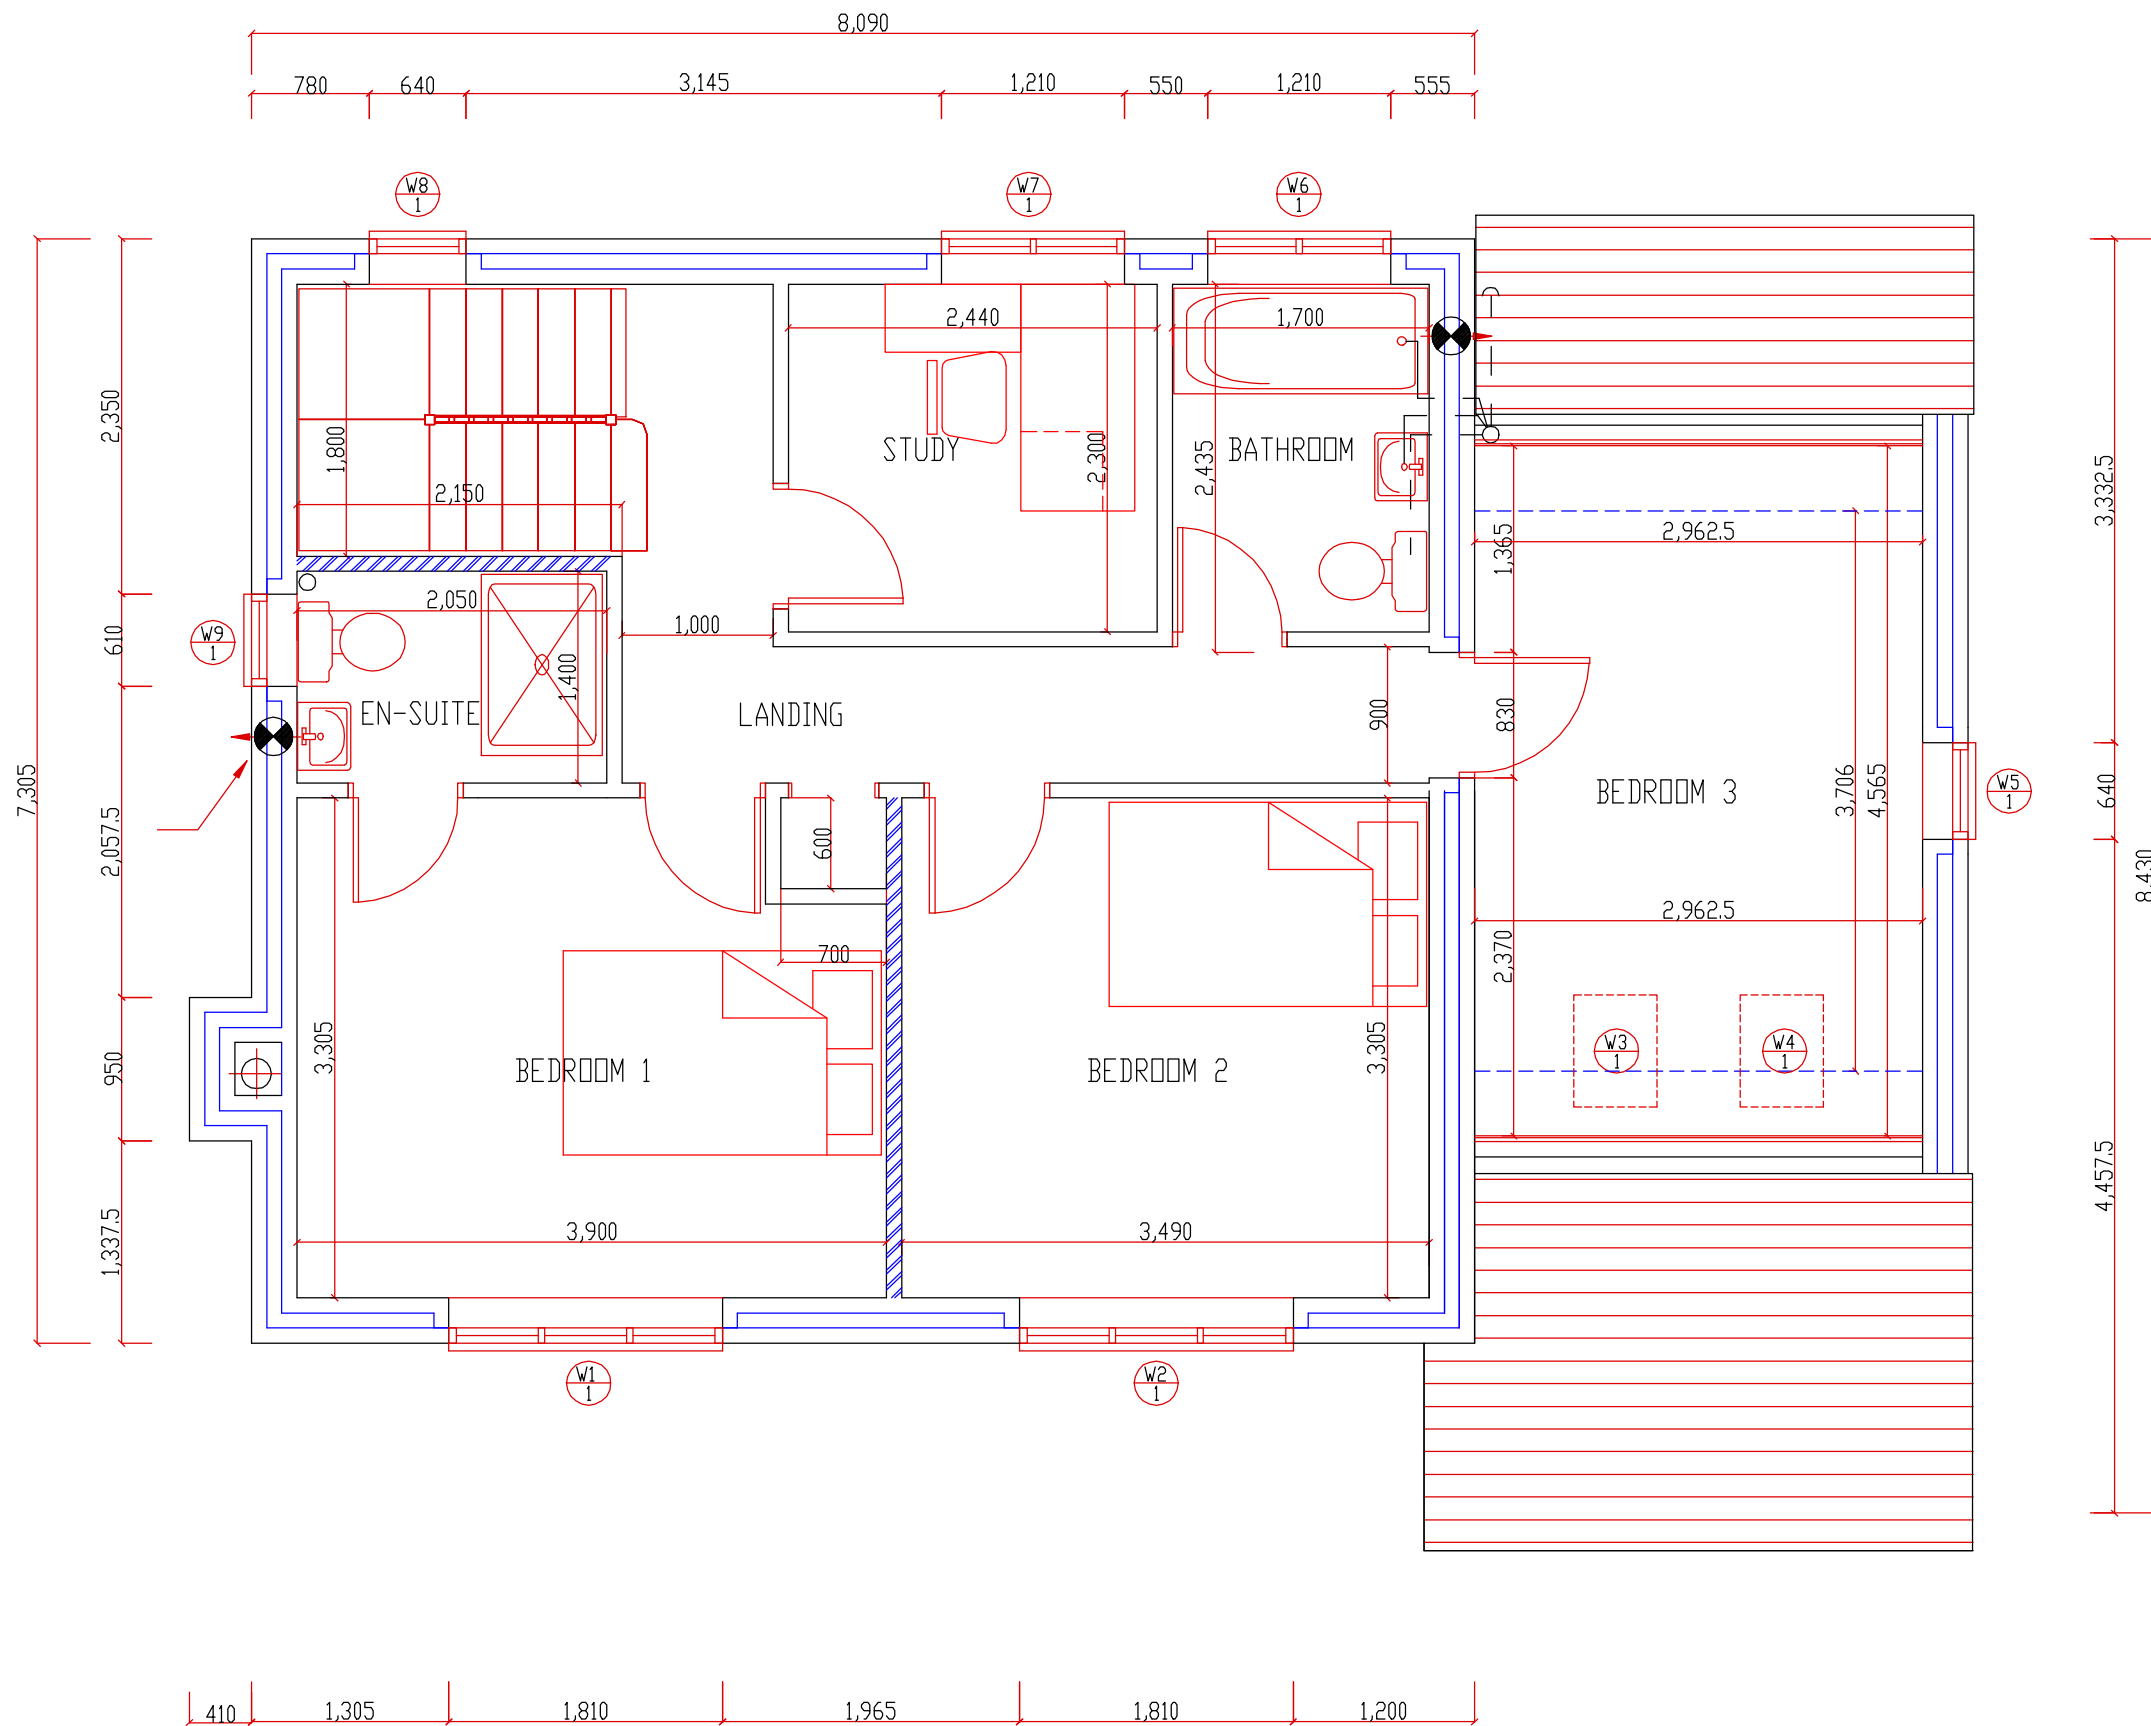 8,090
780 640 3,145 1,210 550 1,210 555
W8
1
W7
1
W6
1
2,440
1,700
2,350
1,800
2,150
STUDY
2,300
2,435
BATHROOM
3,332.5
1,365
2,962.5
2,050
1,000
W9
1
610
1,400
EN-SUITE
LANDING
900
830
7,305
2,057.5
600
BEDROOM 3
3,706
4,565
W5
1
640
8,430
700
2,370
2,962.5
3,305
BEDROOM 1
BEDROOM 2
3,305
W3
1
W4
1
950
4,457.5
1,337.5
3,900
3,490
W1
1
W2
1
410 1,305 1,810 1,965 1,810 1,200